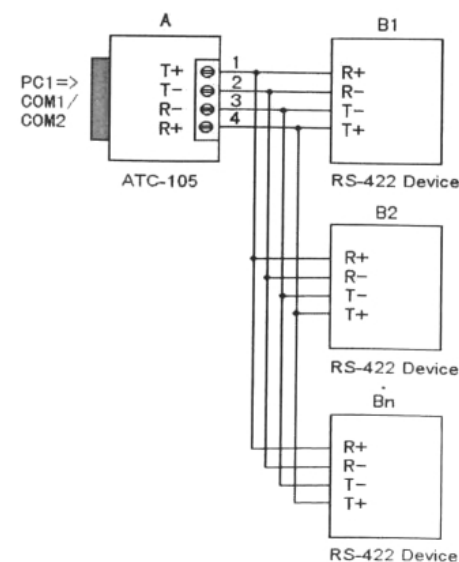 A
B1
PC1=>
COM1/
COM2
T+
T-
R-
R+
1
2
3
4
R+
R-
T-
T+
ATC-105
RS-422 Device
B2
R+
R-
T-
T+
RS-422 Device
Bn
R+
R-
T-
T+
RS-422 Device